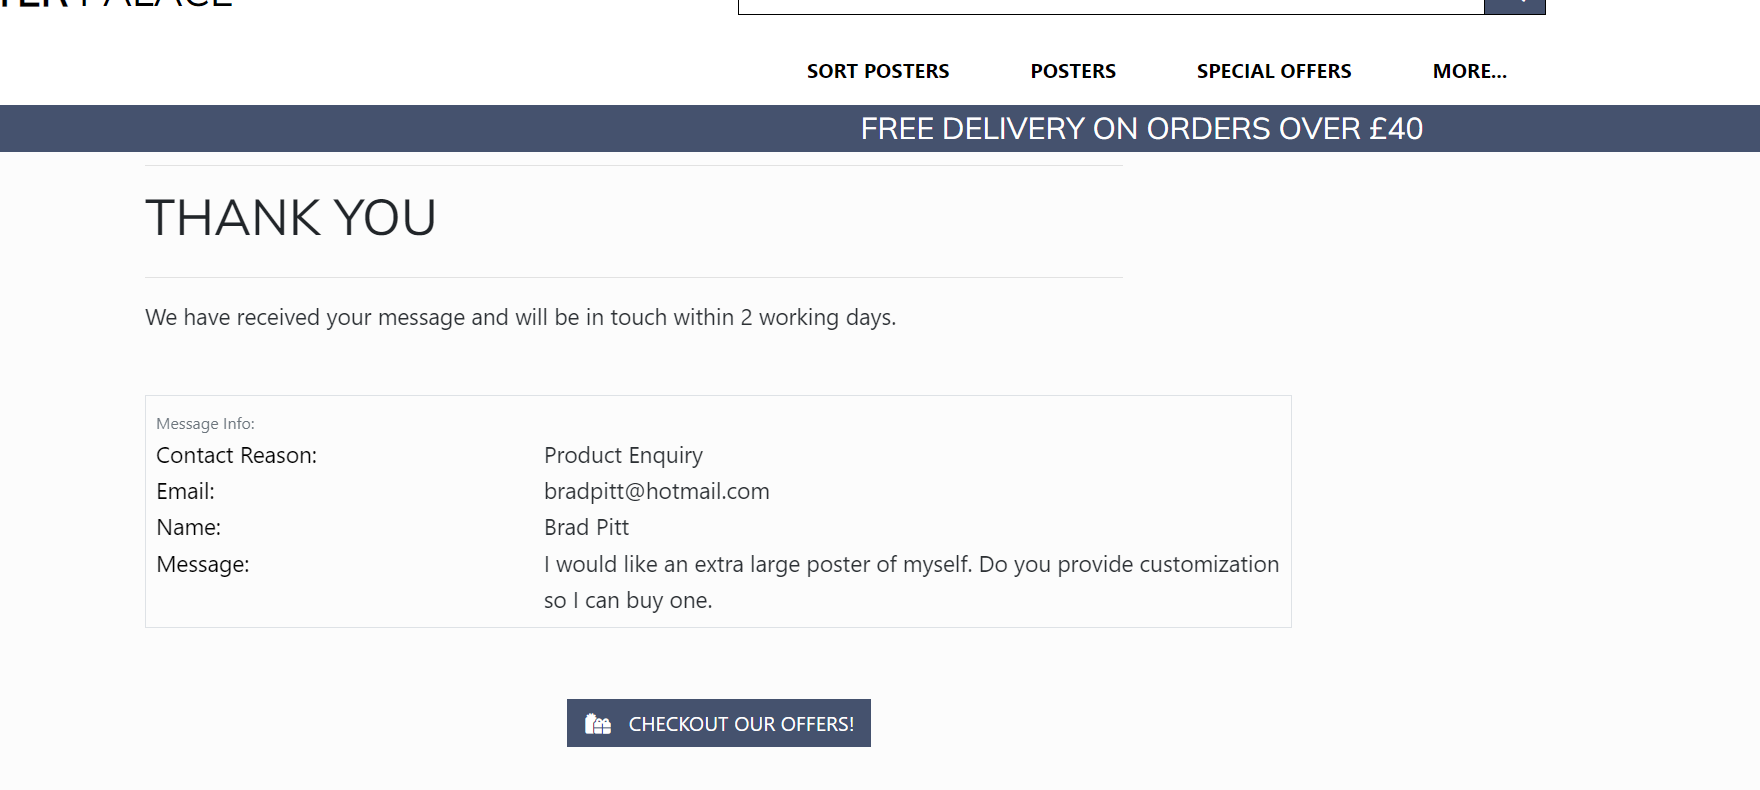 PALACE
SORT POSTERS
POSTERS
SPECIAL OFFERS
MORE...
FREE DELIVERY ON ORDERS OVER £40
THANK YOU
We have received your message and will be in touch within 2 working days.
Message Info:
Contact Reason: Product Enquiry
Email: bradpitt@hotmail.com
Name: Brad Pitt
Message: I would like an extra large poster of myself. Do you provide customization
so I can buy one.
CHECKOUT OUR OFFERS!